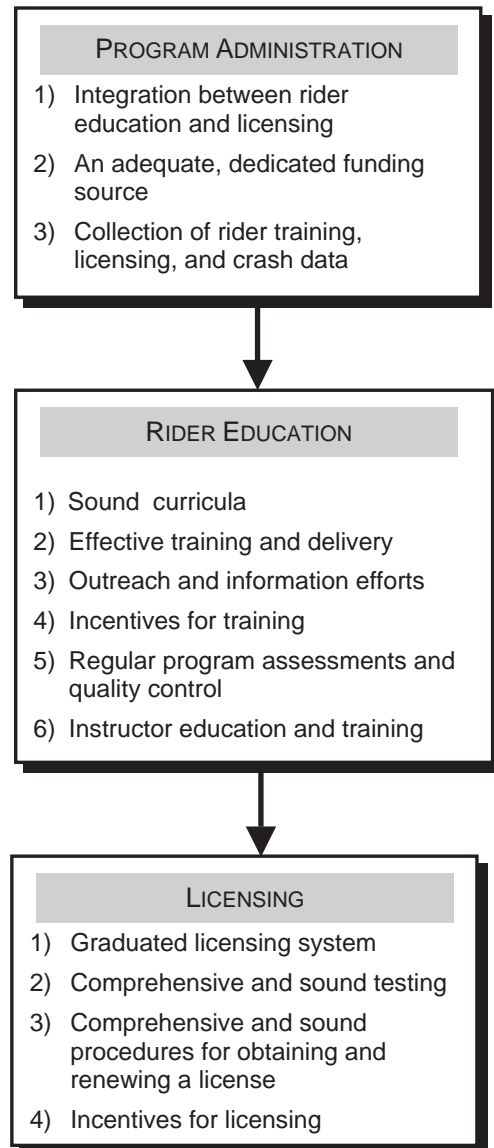 PROGRAM ADMINISTRATION
1) Integration between rider
education and licensing
2) An adequate, dedicated funding
source
3) Collection of rider training,
licensing, and crash data
RIDER EDUCATION
1) Sound curricula
2) Effective training and delivery
3) Outreach and information efforts
4) Incentives for training
5) Regular program assessments and
quality control
6) Instructor education and training
LICENSING
1) Graduated licensing system
2) Comprehensive and sound testing
3) Comprehensive and sound
procedures for obtaining and
renewing a license
4) Incentives for licensing